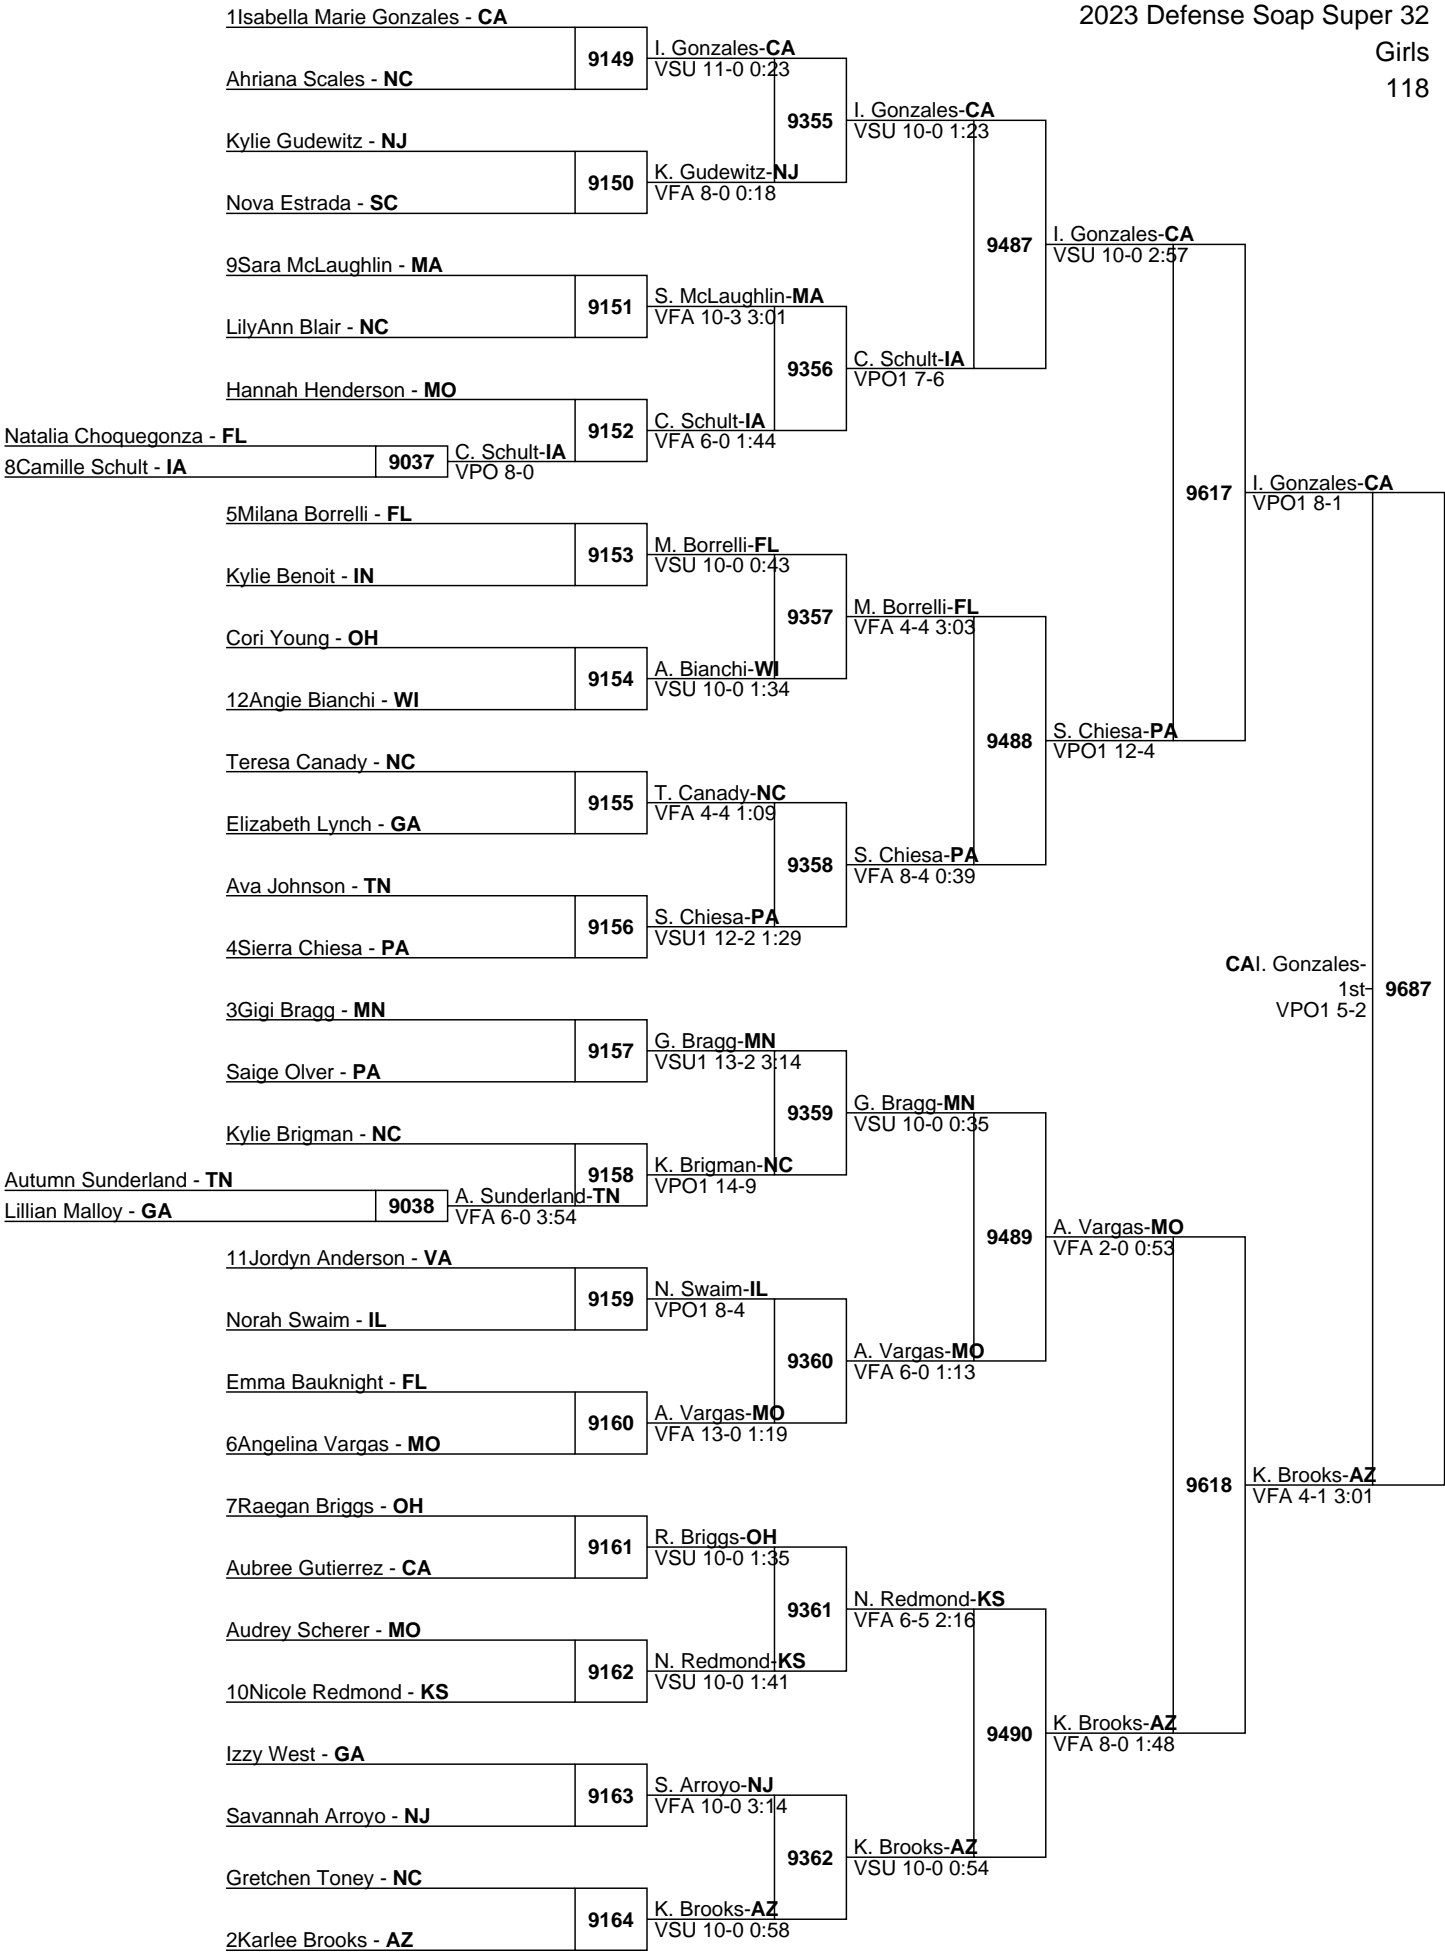 2023 Defense Soap Super 32
Girls
118
1Isabella Marie Gonzales - CA
9149
I. Gonzales-CA
VSU 11-0 0:23
Ahriana Scales - NC
9355
I. Gonzales-CA
VSU 10-0 1:23
Kylie Gudewitz - NJ
9150
K. Gudewitz-NJ
VFA 8-0 0:18
Nova Estrada - SC
9487
I. Gonzales-CA
VSU 10-0 2:57
9Sara McLaughlin - MA
9151
S. McLaughlin-MA
VFA 10-3 3:01
LilyAnn Blair - NC
9356
C. Schult-IA
VPO1 7-6
Hannah Henderson - MO
9152
C. Schult-IA
VFA 6-0 1:44
Natalia Choquegonza - FL
8Camille Schult - IA
9037
C. Schult-IA
VPO 8-0
9617
I. Gonzales-CA
VPO1 8-1
5Milana Borrelli - FL
9153
M. Borrelli-FL
VSU 10-0 0:43
Kylie Benoit - IN
9357
M. Borrelli-FL
VFA 4-4 3:03
Cori Young - OH
9154
A. Bianchi-WI
VSU 10-0 1:34
12Angie Bianchi - WI
9488
S. Chiesa-PA
VPO1 12-4
Teresa Canady - NC
9155
T. Canady-NC
VFA 4-4 1:09
Elizabeth Lynch - GA
9358
S. Chiesa-PA
VFA 8-4 0:39
Ava Johnson - TN
9156
S. Chiesa-PA
VSU1 12-2 1:29
4Sierra Chiesa - PA
CAI. Gonzales-
1st
VPO1 5-2
9687
3Gigi Bragg - MN
9157
G. Bragg-MN
VSU1 13-2 3:14
Saige Olver - PA
9359
G. Bragg-MN
VSU 10-0 0:35
Kylie Brigman - NC
9158
K. Brigman-NC
VPO1 14-9
Autumn Sunderland - TN
Lillian Malloy - GA
9038
A. Sunderland-TN
VFA 6-0 3:54
9489
A. Vargas-MO
VFA 2-0 0:53
11Jordyn Anderson - VA
9159
N. Swaim-IL
VPO1 8-4
Norah Swaim - IL
9360
A. Vargas-MO
VFA 6-0 1:13
Emma Bauknight - FL
9160
A. Vargas-MO
VFA 13-0 1:19
6Angelina Vargas - MO
9618
K. Brooks-AZ
VFA 4-1 3:01
7Raegan Briggs - OH
9161
R. Briggs-OH
VSU 10-0 1:35
Aubree Gutierrez - CA
9361
N. Redmond-KS
VFA 6-5 2:16
Audrey Scherer - MO
9162
N. Redmond-KS
VSU 10-0 1:41
10Nicole Redmond - KS
9490
K. Brooks-AZ
VFA 8-0 1:48
Izzy West - GA
9163
S. Arroyo-NJ
VFA 10-0 3:14
Savannah Arroyo - NJ
9362
K. Brooks-AZ
VSU 10-0 0:54
Gretchen Toney - NC
9164
K. Brooks-AZ
VSU 10-0 0:58
2Karlee Brooks - AZ